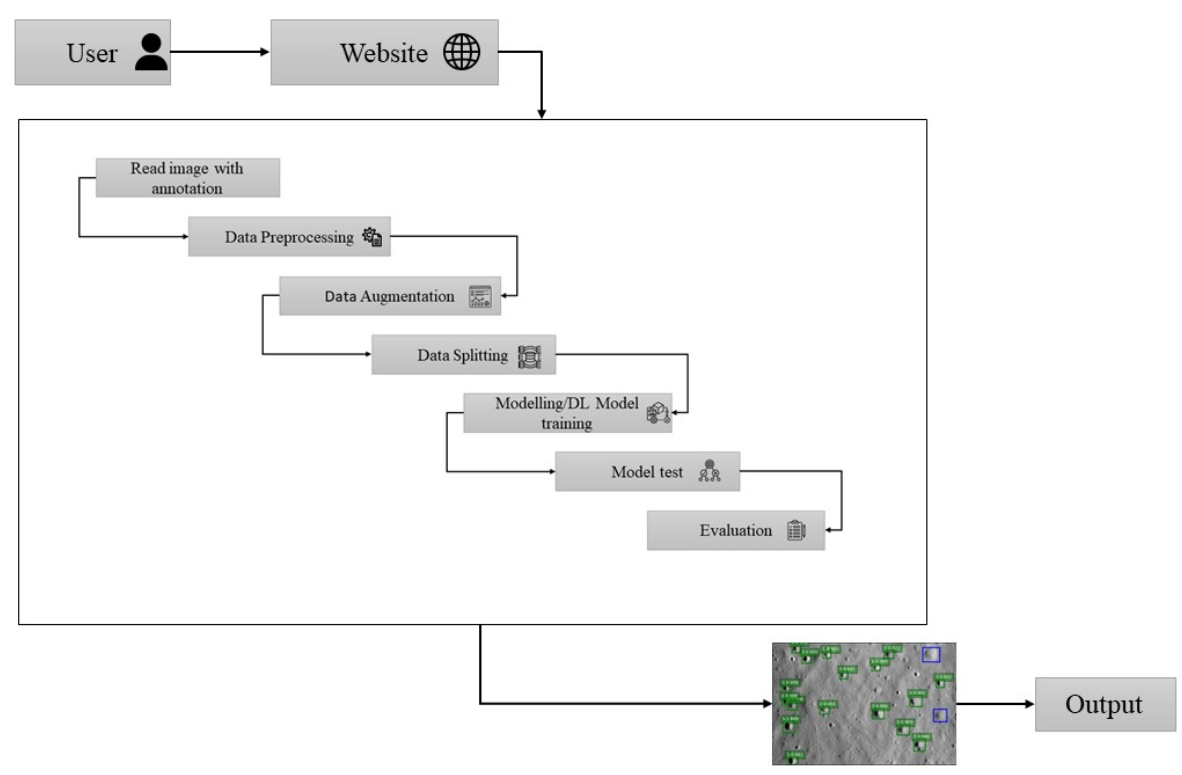 User
Website
Read image with
annotation
Data Preprocessing
Data Augmentation
Data Splitting
Modelling/DL Model
training
Model test
Evaluation
Output